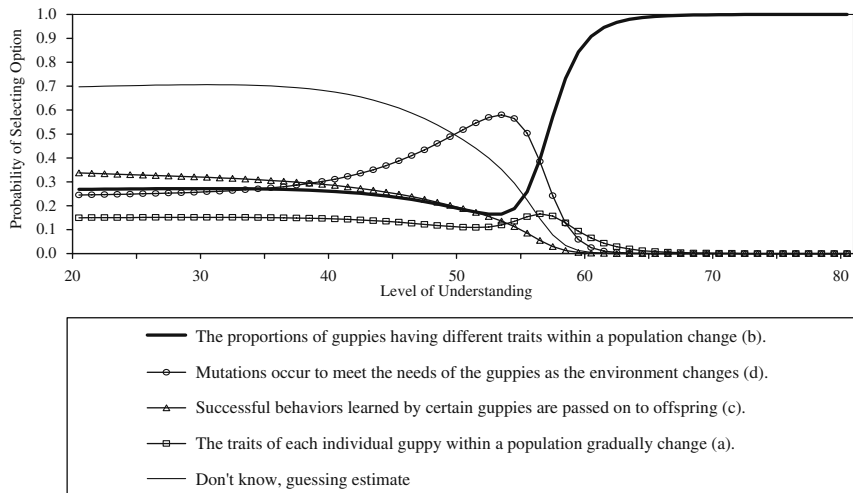 1.0
0.9
0.8
0.7
0.6
0.5
0.4
0.3
0.2
0.1
0.0
Probability of Selecting Option
20 30 40 50 60 70 80
Level of Understanding
The proportions of guppies having different traits within a population change (b).
Mutations occur to meet the needs of the guppies as the environment changes (d).
Successful behaviors learned by certain guppies are passed on to offspring (c).
The traits of each individual guppy within a population gradually change (a).
Don't know, guessing estimate